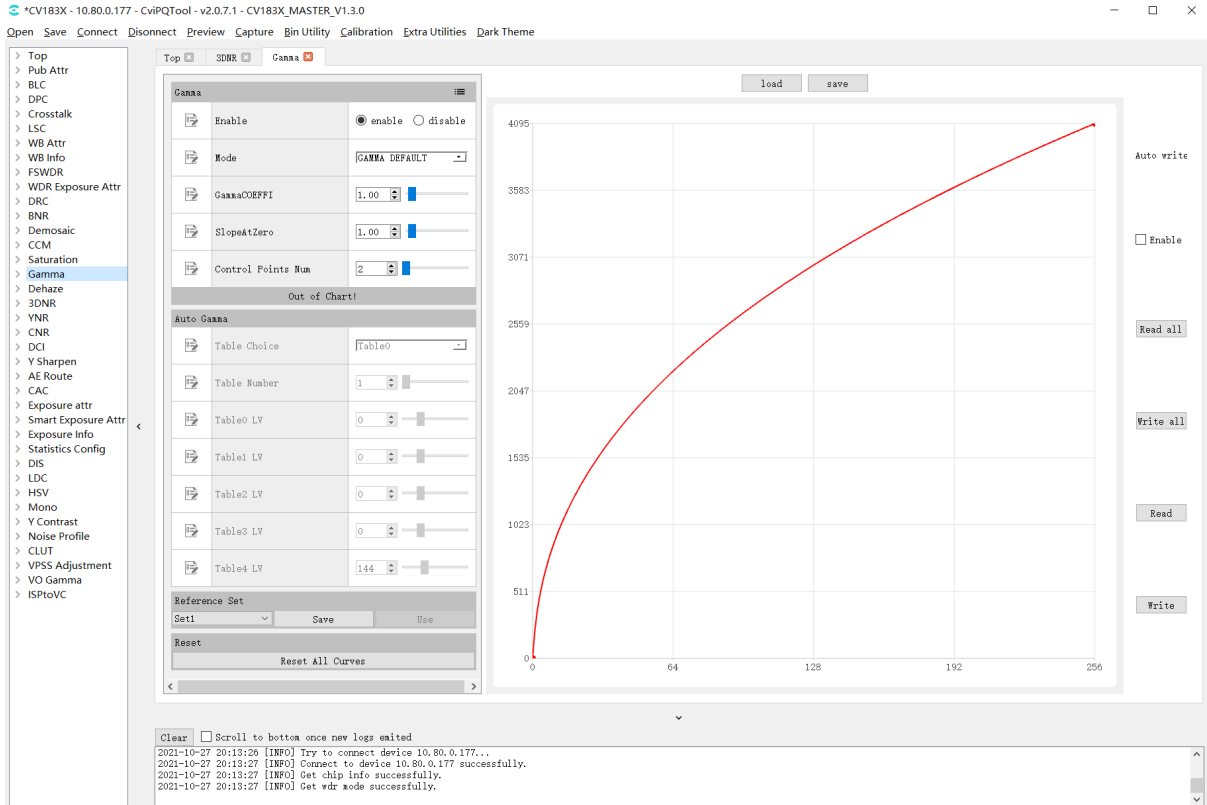 *CV183X - 10.80.0.177 - CviPQTool - v2.0.7.1 - CV183X_MASTER_V1.3.0
Open Save Connect Disonnect Preview Capture Bin Utility Calibration Extra Utilities Dark Theme
Top
Pub Attr
BLC
DPC
Crosstalk
LSC
WB Attr
WB Info
FSWDR
WDR Exposure Attr
DRC
BNR
Demosaic
CCM
Saturation
Gamma
Dehaze
3DNR
YNR
CNR
DCI
Y Sharpen
AE Route
CAC
Exposure attr
Smart Exposure Attr
Exposure Info
Statistics Config
DIS
LDC
HSV
Mono
Y Contrast
Noise Profile
CLUT
VPSS Adjustment
VO Gamma
ISPtoVC
Top 3DNR Gamma
Gamma
Enable enable disable
Mode GAMMA DEFAULT
GammaCOEFFI 1.00
SlopeAtZero 1.00
Control Points Num 2
Out of Chart!
Auto Gamma
Table Choice Table0
Table Number 1
Table0 LV 0
Table1 LV 0
Table2 LV 0
Table3 LV 0
Table4 LV 144
Reference Set
Set1 Save Use
Reset
Reset All Curves
load save
4095
3583
3071
2559
2047
1535
1023
511
0
0 64 128 192 256
Auto write
Enable
Read all
Write all
Read
Write
Clear Scroll to bottom once new logs emited
2021-10-27 20:13:26 [INFO] Try to connect device 10.80.0.177...
2021-10-27 20:13:27 [INFO] Connect to device 10.80.0.177 successfully.
2021-10-27 20:13:27 [INFO] Get chip info successfully.
2021-10-27 20:13:27 [INFO] Get wdr mode successfully.